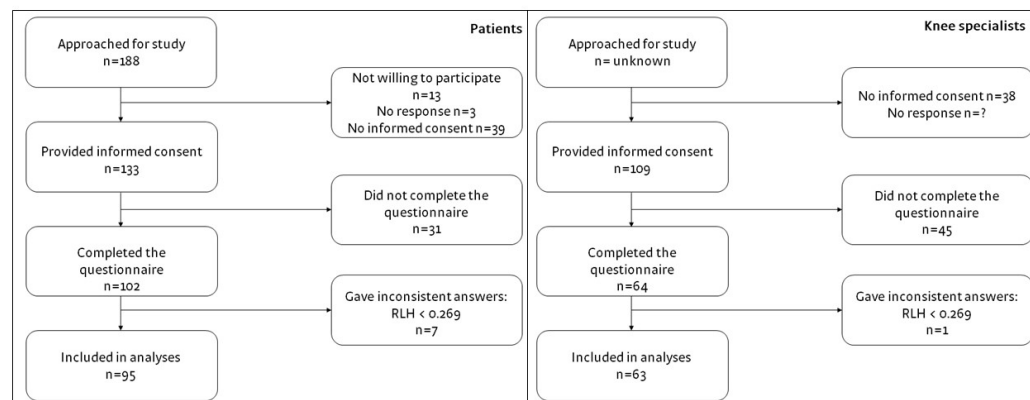 Patients
Approached for study
n=188
Not willing to participate
n=13
No response n=3
No informed consent n=39
Provided informed consent
n=133
Did not complete the
questionnaire
n=31
Completed the
questionnaire
n=102
Gave inconsistent answers:
RLH < 0.269
n=7
Included in analyses
n=95
Knee specialists
Approached for study
n= unknown
No informed consent n=38
No response n=?
Provided informed consent
n=109
Did not complete the
questionnaire
n=45
Completed the
questionnaire
n=64
Gave inconsistent answers:
RLH < 0.269
n=1
Included in analyses
n=63